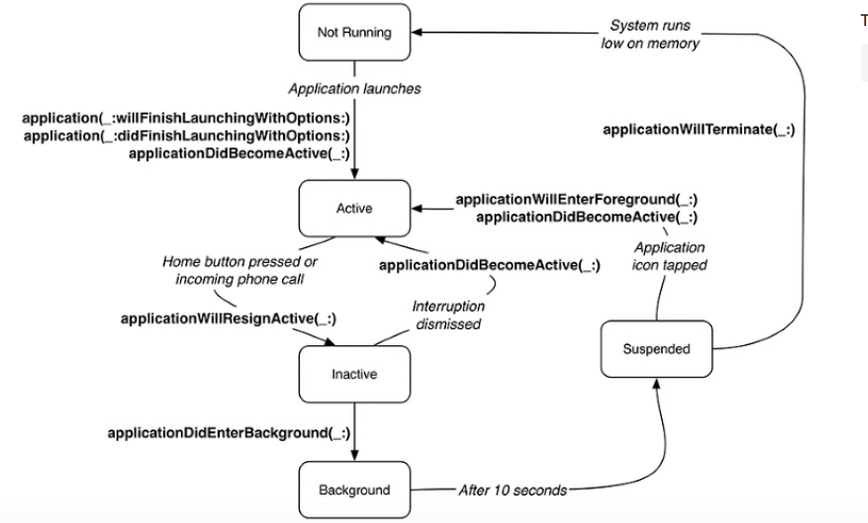 Not Running
System runs
low on memory
Application launches
application(_:willFinishLaunchingWithOptions:)
application(_:didFinishLaunchingWithOptions:)
applicationDidBecomeActive(_:)
applicationWillTerminate(_:)
Active
applicationWillEnterForeground(_:)
applicationDidBecomeActive(_:)
Home button pressed or
incoming phone call
applicationDidBecomeActive(_:)
Application
icon tapped
applicationWillResignActive(_:)
Interruption
dismissed
Suspended
Inactive
applicationDidEnterBackground(_:)
Background
After 10 seconds
T